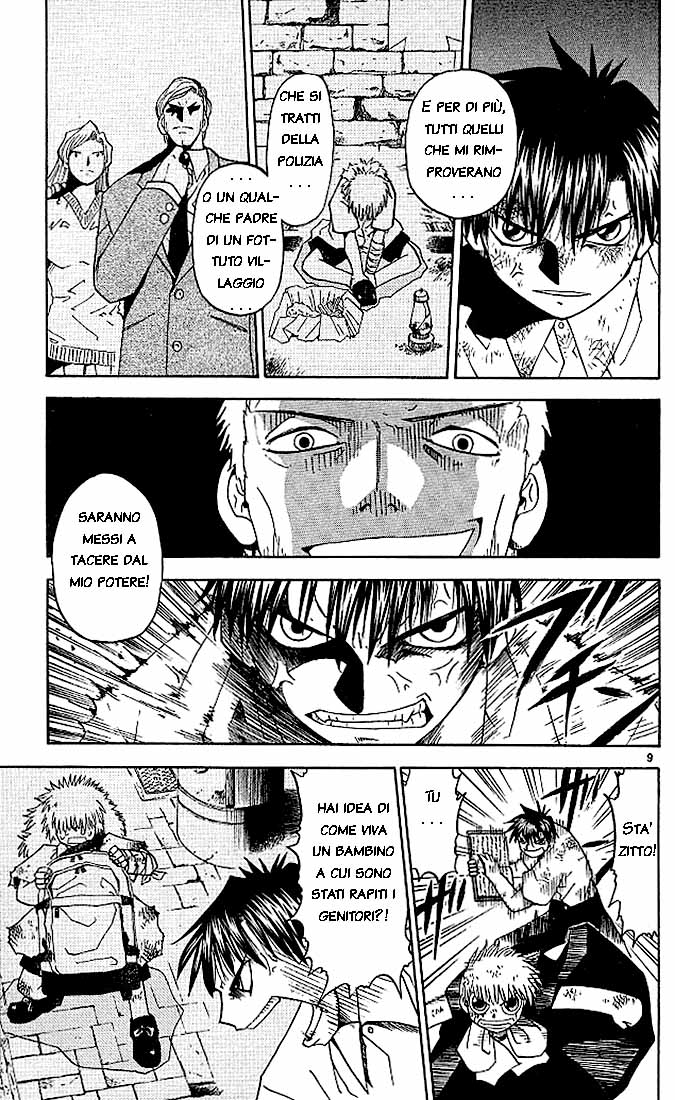 E PER DI PIÙ,
TUTTI QUELLI
CHE MI RIM-
PROVERANO
. . .
CHE SI
TRATTI
DELLA
POLIZIA
. . .
O UN QUAL-
CHE PADRE
DI UN FOT-
TUTO VIL-
LAGGIO
. . .
SARANNO
MESSI A
TACERE DAL
MIO POTERE!
9
STA'
ZITTO!
TU
. . .
HAI IDEA DI
COME VIVA
UN BAMBINO
A CUI SONO
STATI RAPITI I
GENITORI?!